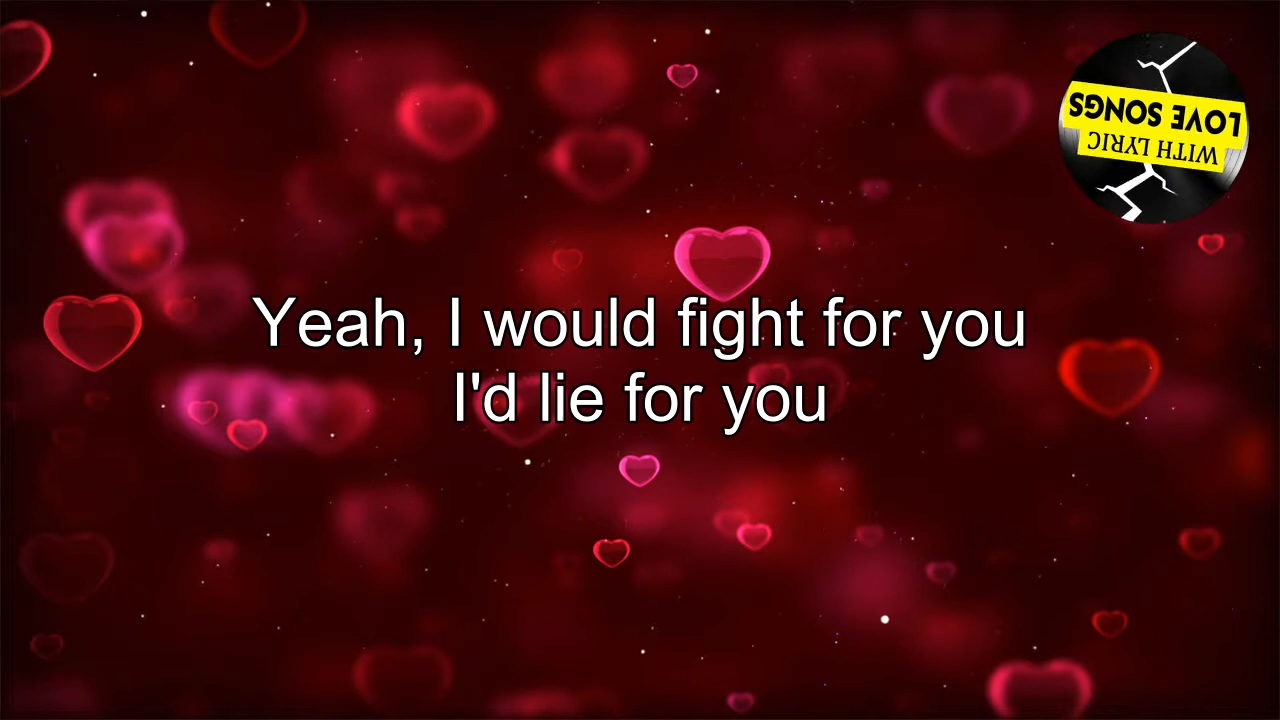 Yeah, I would fight for you
I'd lie for you
LOVE SONGS
WITH LYRIC